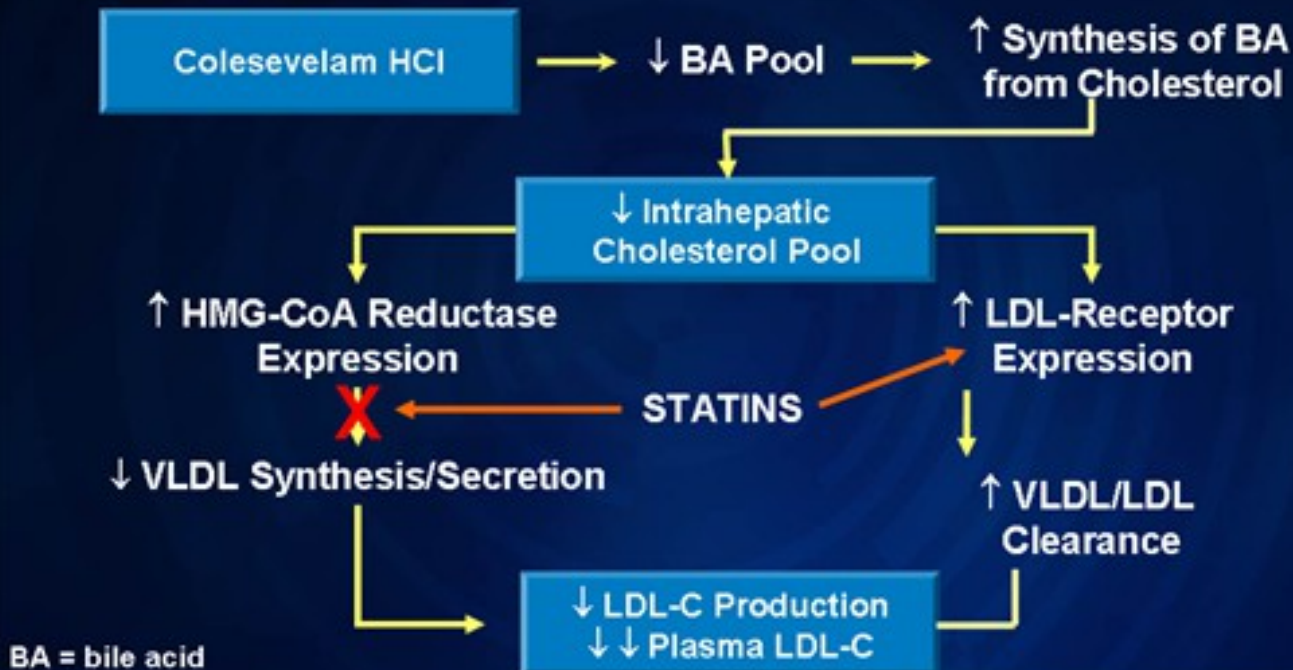 Colesevelam HCl
↓ BA Pool
↑ Synthesis of BA
from Cholesterol
↓ Intrahepatic
Cholesterol Pool
↑ HMG-CoA Reductase
Expression
↑ LDL-Receptor
Expression
X
STATINS
↓ VLDL Synthesis/Secretion
↑ VLDL/LDL
Clearance
↓ LDL-C Production
↓↓ Plasma LDL-C
BA = bile acid